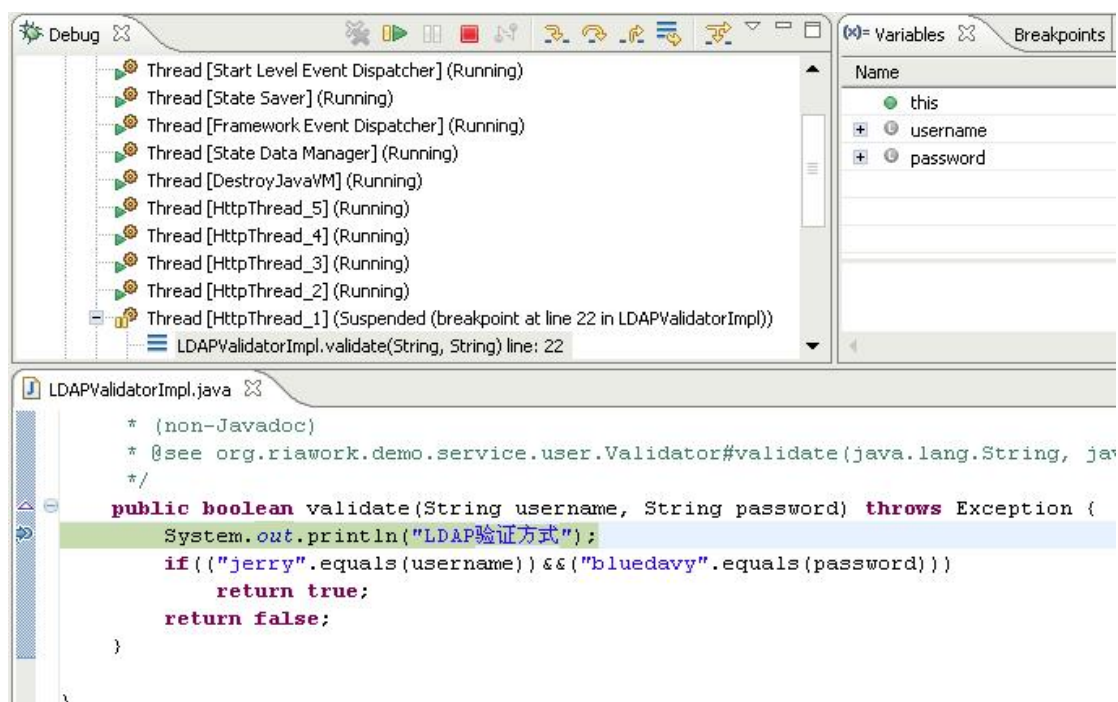 Debug
(x)= Variables
Breakpoints
Thread [Start Level Event Dispatcher] (Running)
Thread [State Saver] (Running)
Thread [Framework Event Dispatcher] (Running)
Thread [State Data Manager] (Running)
Thread [DestroyJavaVM] (Running)
Thread [HttpThread_5] (Running)
Thread [HttpThread_4] (Running)
Thread [HttpThread_3] (Running)
Thread [HttpThread_2] (Running)
Thread [HttpThread_1] (Suspended (breakpoint at line 22 in LDAPValidatorImpl))
LDAPValidatorImpl.validate(String, String) line: 22
Name
this
username
password
LDAPValidatorImpl.java
* (non-Javadoc)
* @see org.riawork.demo.service.user.Validator#validate(java.lang.String, jav
*/
public boolean validate(String username, String password) throws Exception {
System.out.println("LDAP验证方式");
if(("jerry".equals(username))&&("bluedavy".equals(password)))
return true;
return false;
}
}